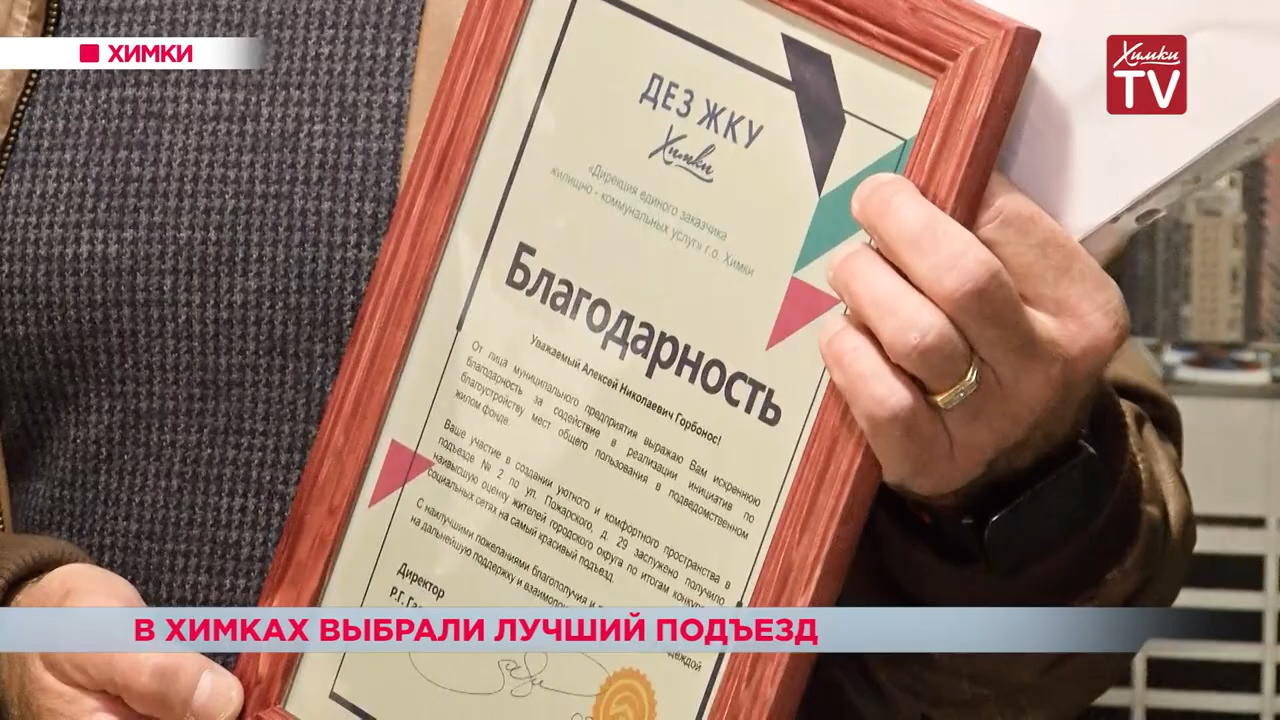 ХИМКИ
Химки
TV
ДЕЗ ЖКУ
Химки
«Дирекция единого заказчика
жилищно - коммунальных услуг» г.о. Химки
Благодарность
Уважаемый Алексей Николаевич Горбонос!
От лица муниципального предприятия выражаю Вам искреннюю
благодарность за содействие в реализации инициатив по
благоустройству мест общего пользования в подведомственном
жилом фонде.
Ваше участие в создании уютного и комфортного пространства в
подъезде № 2 по ул. Пожарского, д. 29 заслужено получило
наивысшую оценку жителей городского округа по итогам
социальных сетях на самый красивый подъезд.
С наилучшими пожеланиями благополучия и
на дальнейшую поддержку и
Директор
Р.Г.
В ХИМКАХ ВЫБРАЛИ ЛУЧШИЙ ПОДЪЕЗД